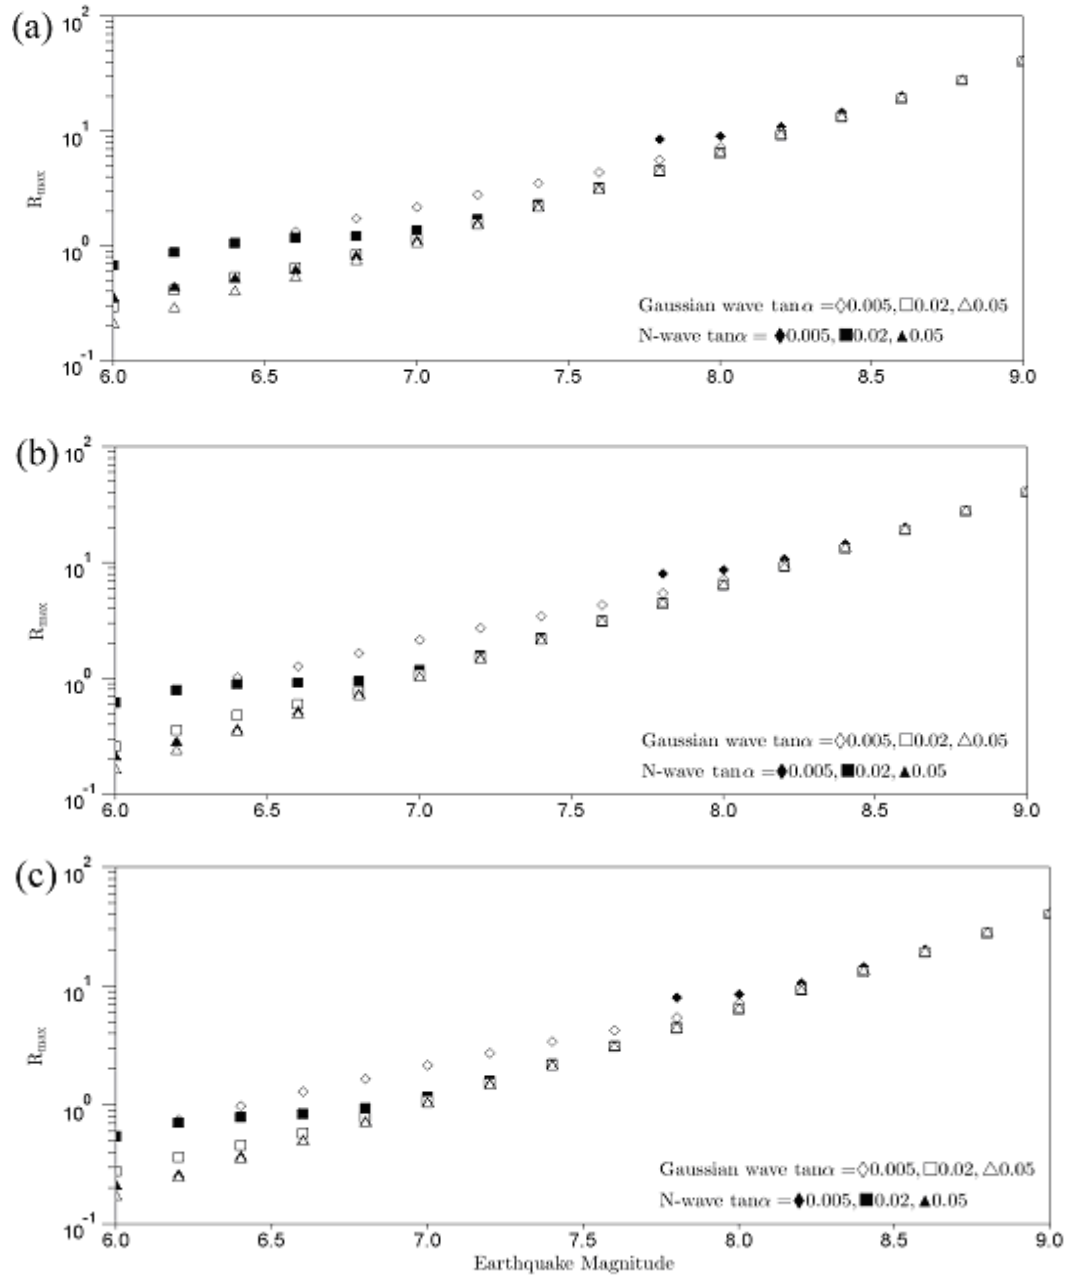 (a)
10²
10¹
10⁰
10⁻¹
R_max
Gaussian wave tanα =◇0.005, □0.02, △0.05
N-wave tanα = ◆0.005, ■0.02, ▲0.05
6.0 6.5 7.0 7.5 8.0 8.5 9.0
(b)
10²
10¹
10⁰
10⁻¹
R_max
Gaussian wave tanα =◇0.005, □0.02, △0.05
N-wave tanα =◆0.005, ■0.02, ▲0.05
6.0 6.5 7.0 7.5 8.0 8.5 9.0
(c)
10²
10¹
10⁰
10⁻¹
R_max
Gaussian wave tanα =◇0.005, □0.02, △0.05
N-wave tanα =◆0.005, ■0.02, ▲0.05
6.0 6.5 7.0 7.5 8.0 8.5 9.0
Earthquake Magnitude